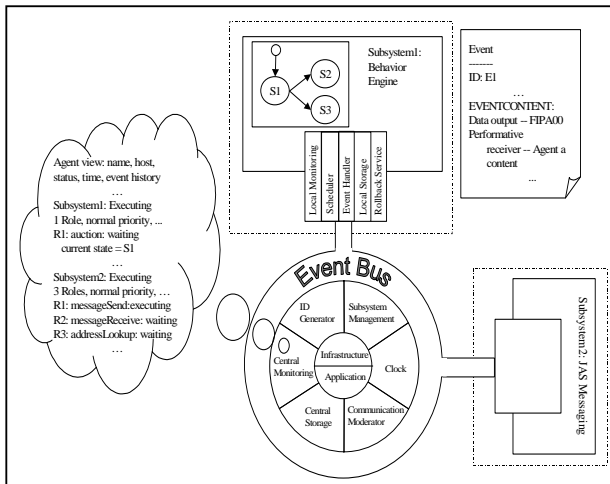 Subsystem1:
Behavior
Engine
S1
S2
S3
Local Monitoring
Scheduler
Event Handler
Local Storage
Rollback Service
Event
-------
ID: E1
…
EVENTCONTENT:
Data output -- FIPA00
Performative
receiver -- Agent a
content
...
Agent view: name, host,
status, time, event history
…
Subsystem1: Executing
1 Role, normal priority, ...
R1: auction: waiting
current state = S1
…
Subsystem2: Executing
3 Roles, normal priority, …
R1: messageSend:executing
R2: messageReceive: waiting
R3: addressLookup: waiting
…
Event Bus
ID
Generator
Subsystem
Management
Infrastructure
Application
Central
Monitoring
Clock
Central
Storage
Communication
Moderator
Subsystem2: JAS Messaging